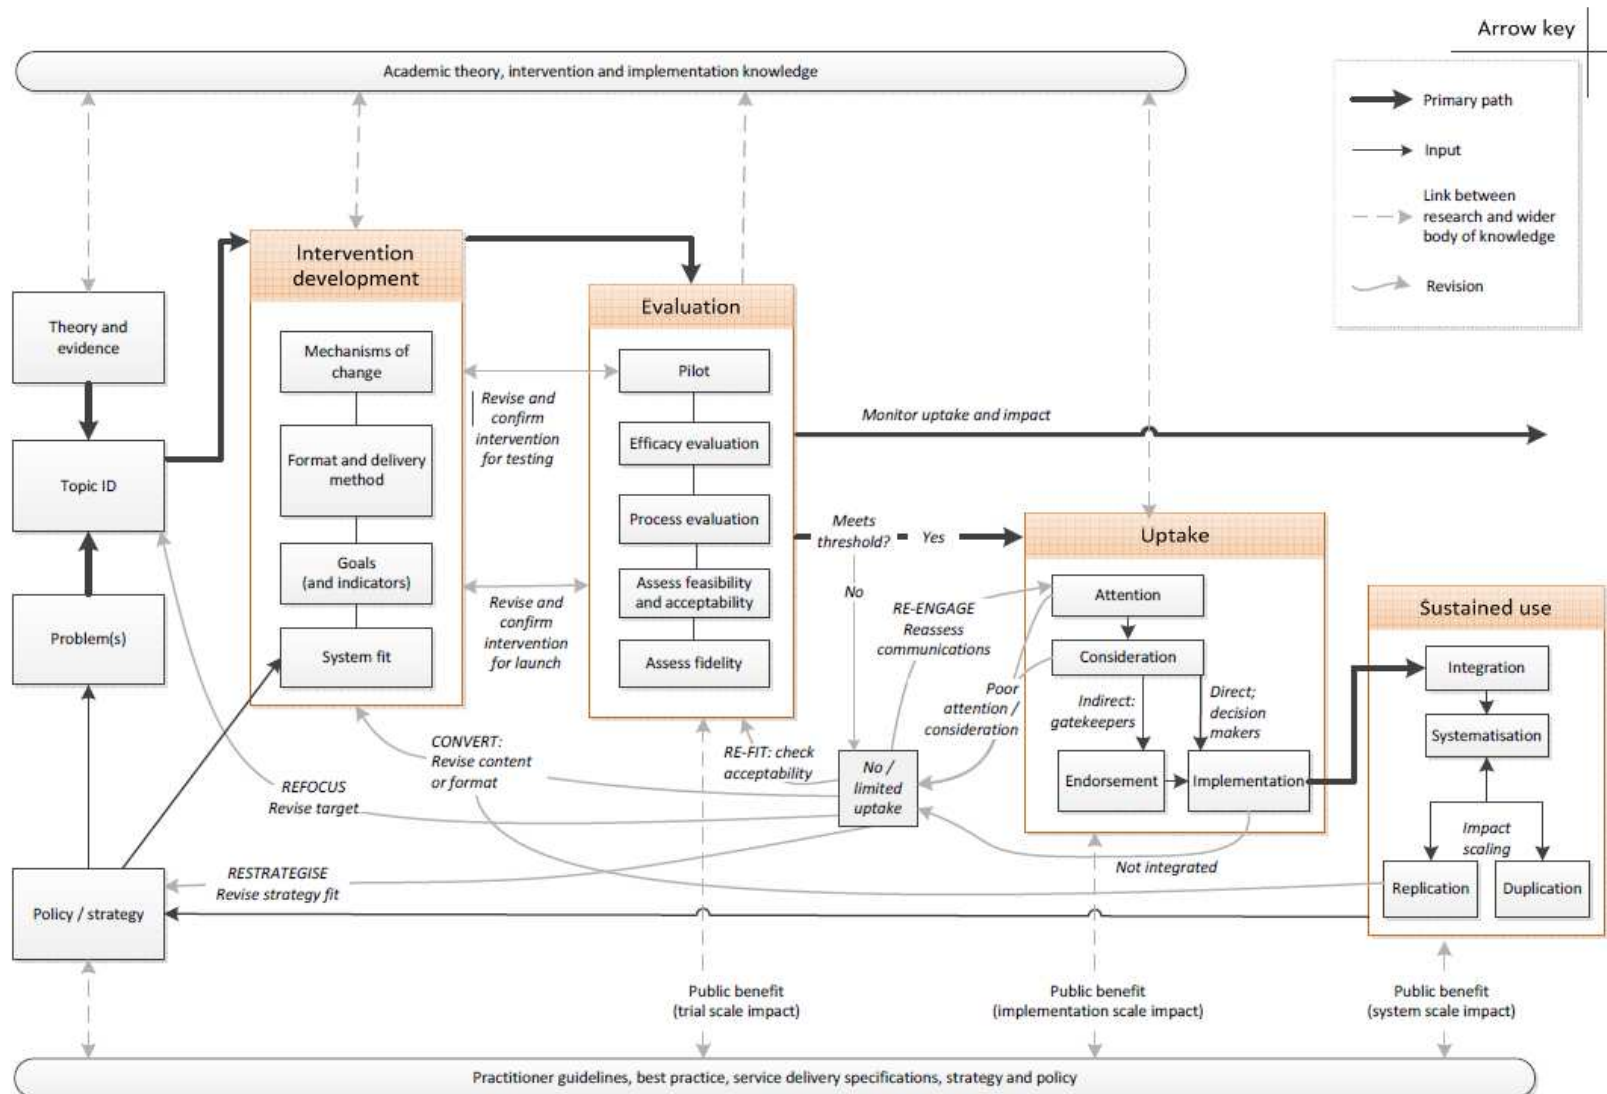 Arrow key
Academic theory, intervention and implementation knowledge
Primary path
Input
Link between
research and wider
body of knowledge
Revision
Intervention
development
Evaluation
Theory and
evidence
Mechanisms of
change
Pilot
Revise and
confirm
intervention
for testing
Monitor uptake and impact
Format and delivery
method
Efficacy evaluation
Topic ID
Process evaluation
Meets
threshold?
Yes
Uptake
Goals
(and indicators)
Assess feasibility
and acceptability
No
Attention
RE-ENGAGE
Reassess
communications
Sustained use
Revise and
confirm
intervention
for launch
Problem(s)
System fit
Assess fidelity
Consideration
Integration
Poor
attention /
consideration
Indirect:
gatekeepers
Direct;
decision
makers
Systematisation
CONVERT:
Revise content
or format
RE-FIT: check
acceptability
No /
limited
uptake
Endorsement
Implementation
REFOCUS
Revise target
Impact
scaling
Not integrated
RESTRATEGISE
Revise strategy fit
Replication
Duplication
Policy / strategy
Public benefit
(trial scale impact)
Public benefit
(implementation scale impact)
Public benefit
(system scale impact)
Practitioner guidelines, best practice, service delivery specifications, strategy and policy